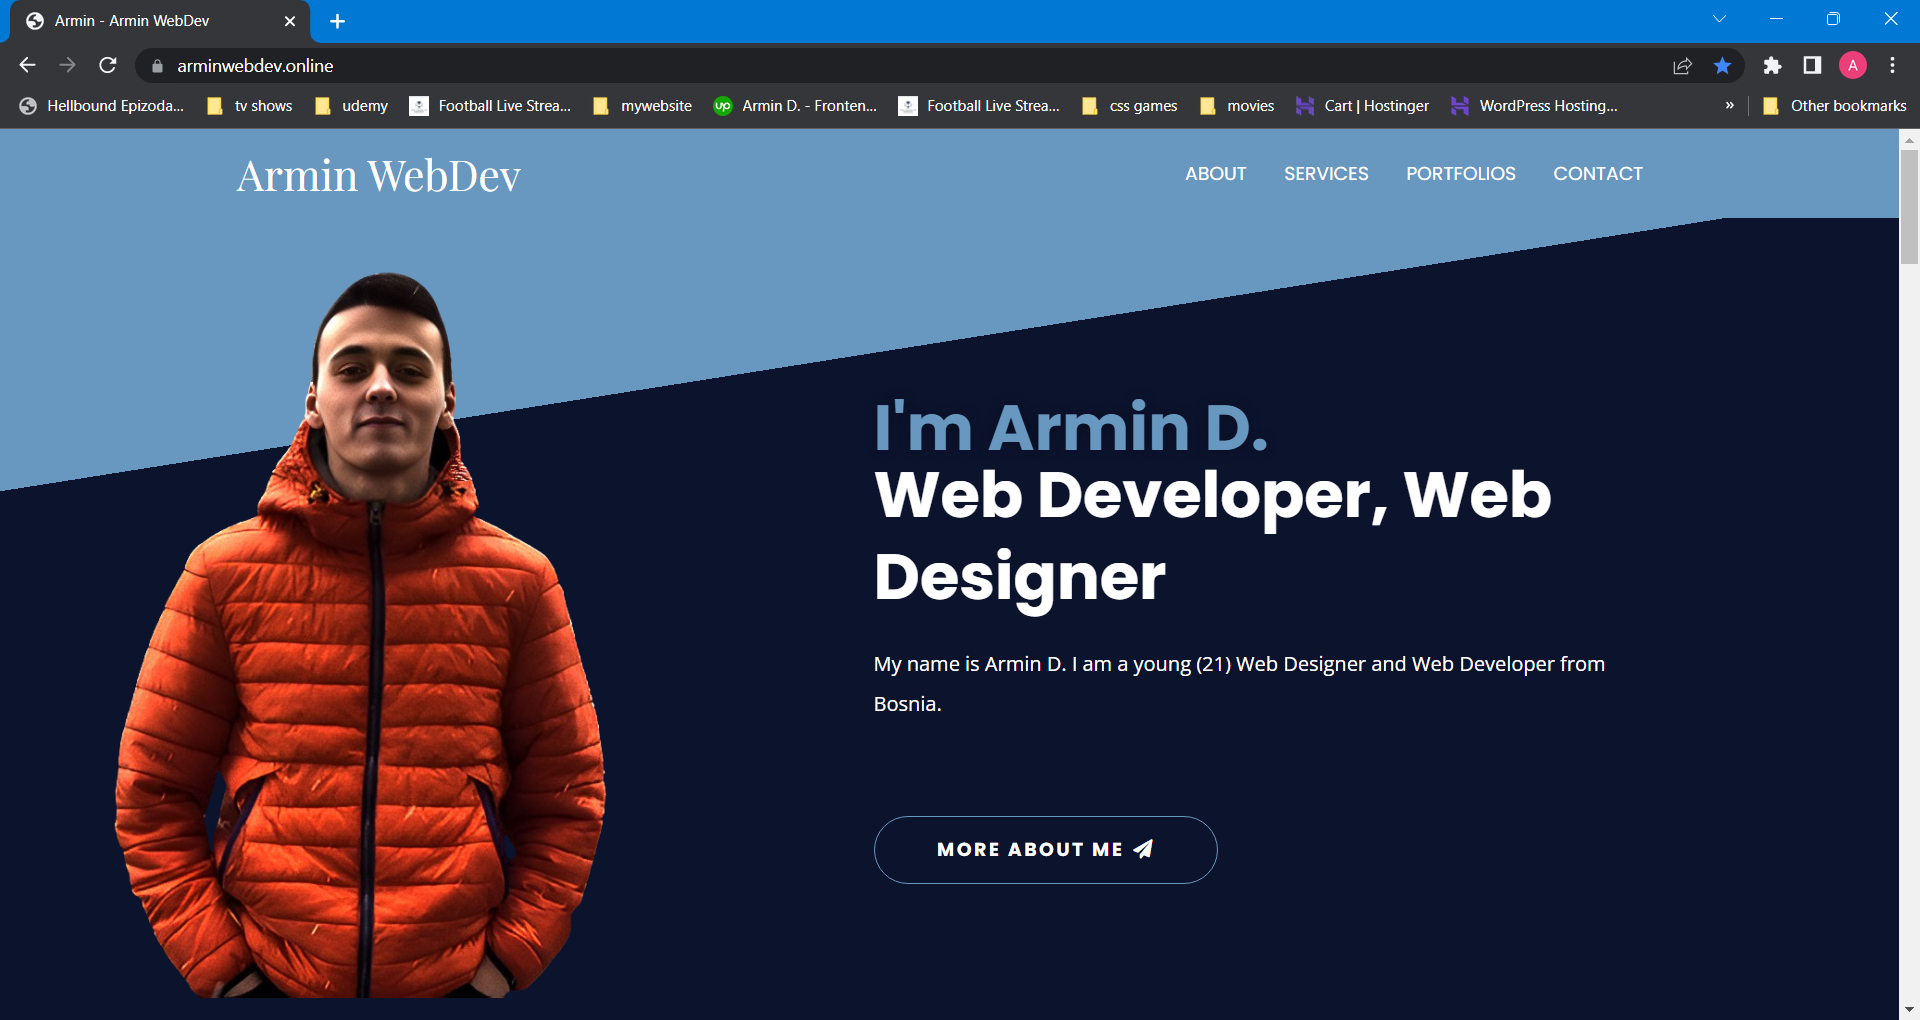 Armin - Armin WebDev
arminwebdev.online
A
Hellbound Epizoda...
tv shows
udemy
Football Live Strea...
mywebsite
up
Armin D. - Fronten...
Football Live Strea...
css games
movies
Cart | Hostinger
WordPress Hosting...
»
Other bookmarks
Armin WebDev
ABOUT
SERVICES
PORTFOLIOS
CONTACT
I'm Armin D.
Web Developer, Web
Designer
My name is Armin D. I am a young (21) Web Designer and Web Developer from
Bosnia.
MORE ABOUT ME